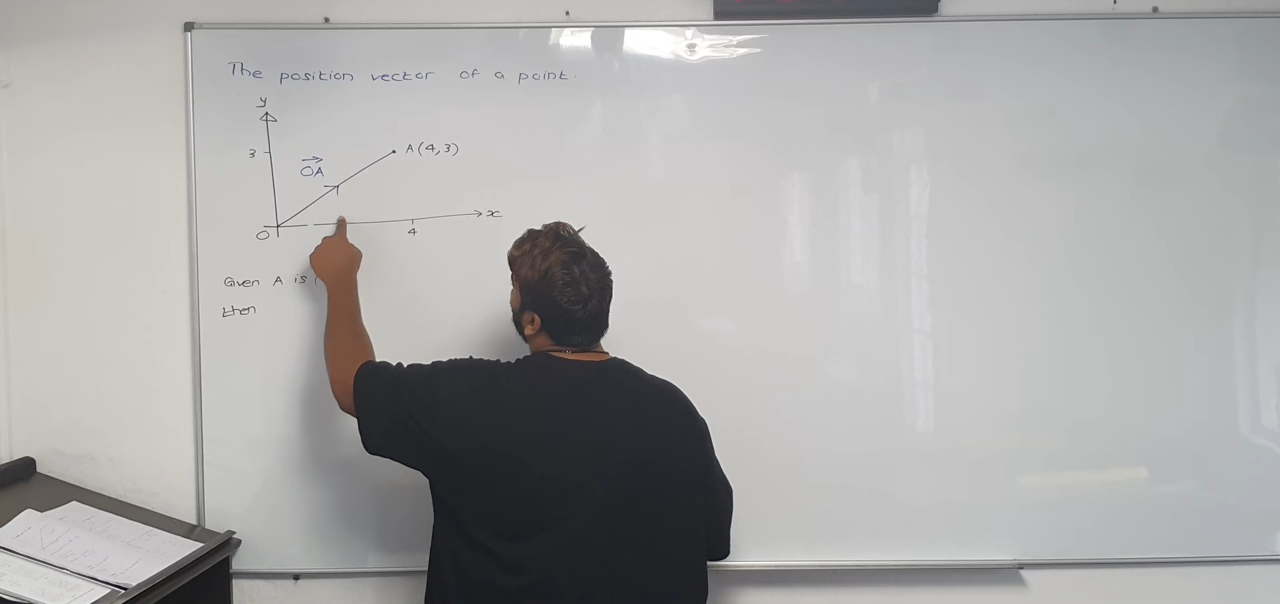 The position vector of a point.
y
3
OA
A(4,3)
x
O
4
Given A is (
then